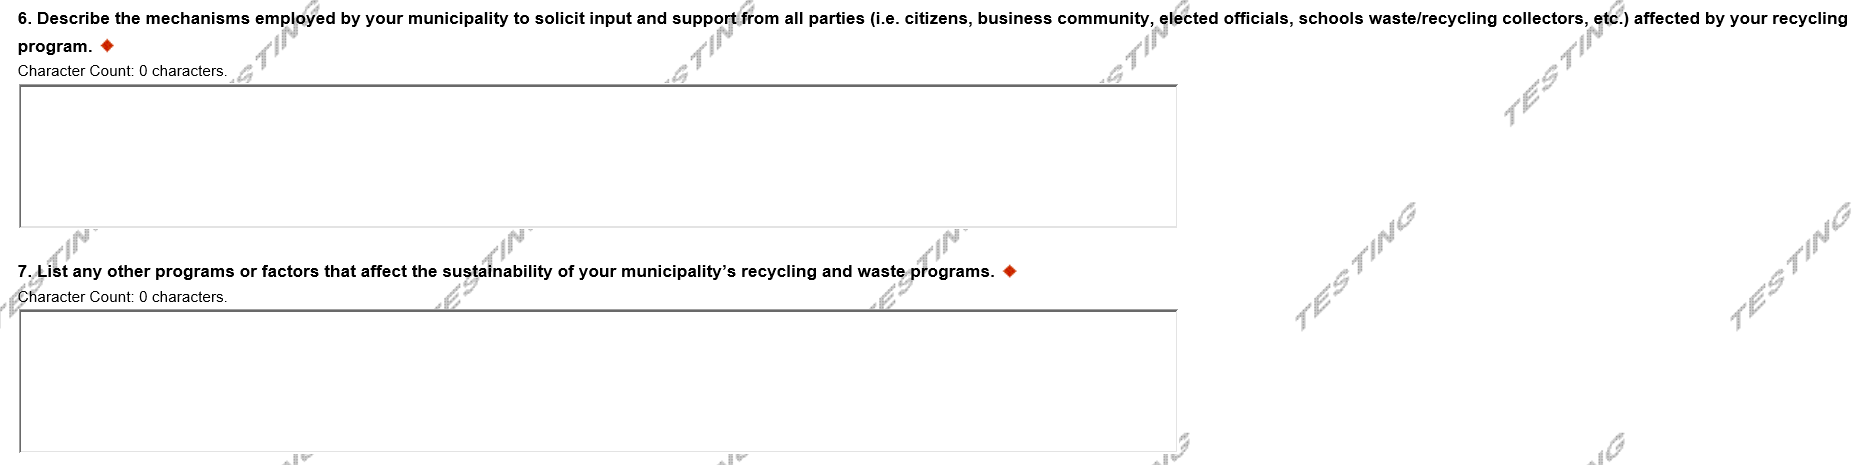 6. Describe the mechanisms employed by your municipality to solicit input and support from all parties (i.e. citizens, business community, elected officials, schools waste/recycling collectors, etc.) affected by your recycling
program.
Character Count: 0 characters.
TESTING
7. List any other programs or factors that affect the sustainability of your municipality’s recycling and waste programs.
Character Count: 0 characters.
TESTING
TESTING